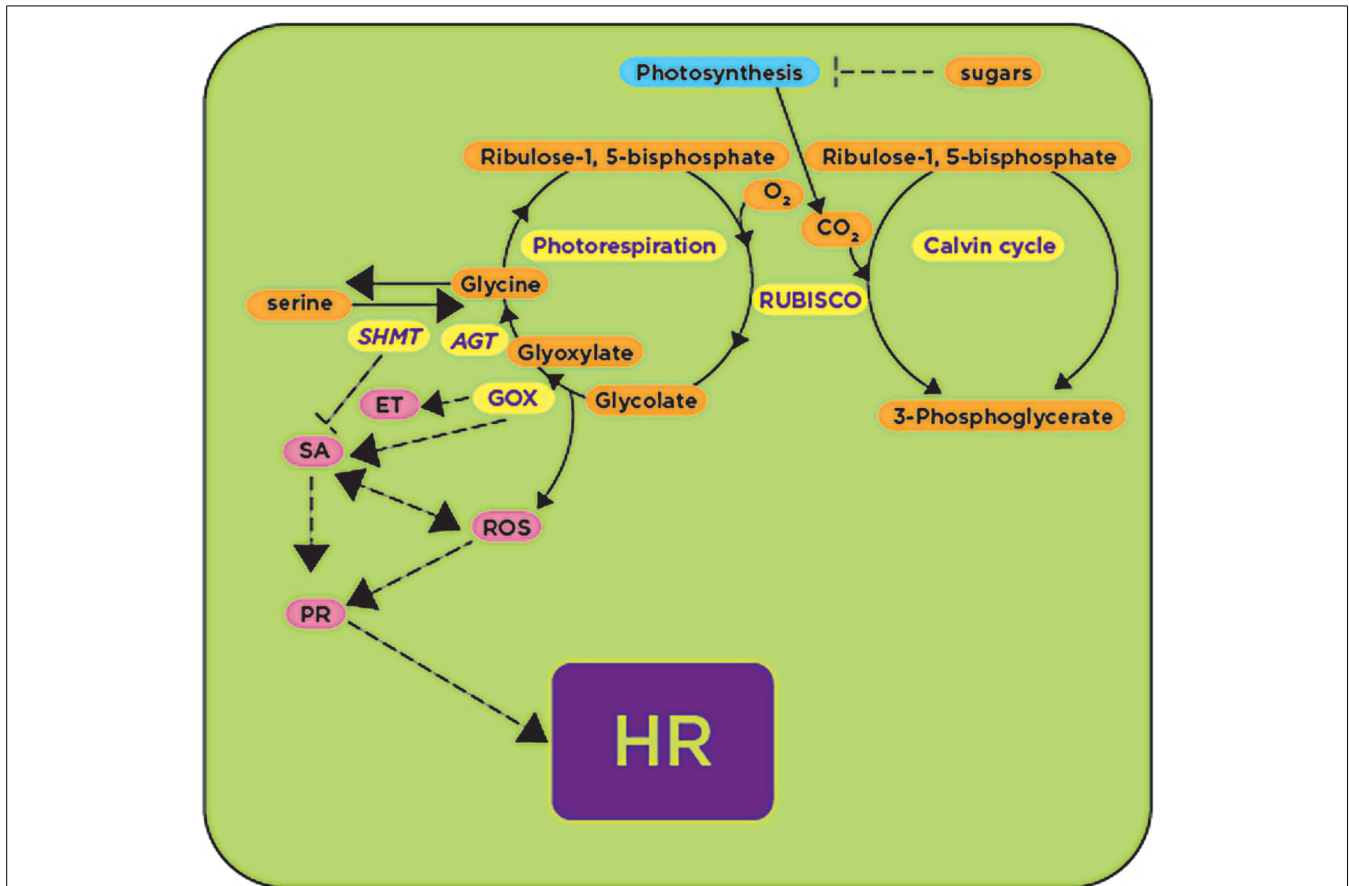 Photosynthesis
sugars
Ribulose-1, 5-bisphosphate
Ribulose-1, 5-bisphosphate
O₂
CO₂
Photorespiration
Calvin cycle
Glycine
serine
RUBISCO
SHMT
AGT
Glyoxylate
ET
GOX
Glycolate
3-Phosphoglycerate
SA
ROS
PR
HR